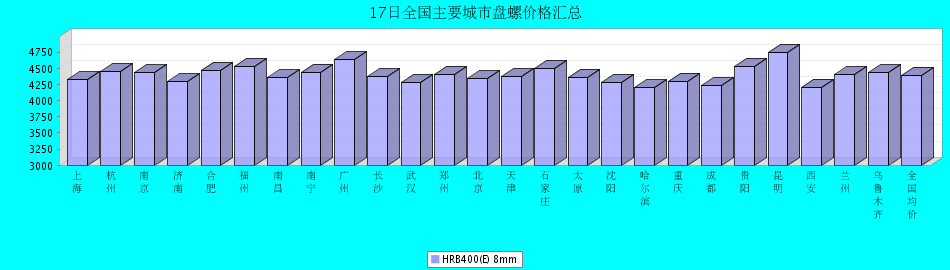 17日全国主要城市盘螺价格汇总
4750
4500
4250
4000
3750
3500
3250
3000
上海
杭州
南京
济南
合肥
福州
南昌
南宁
广州
长沙
武汉
郑州
北京
天津
石家庄
太原
沈阳
哈尔滨
重庆
成都
贵阳
昆明
西安
兰州
乌鲁木齐
全国均价
HRB400(E) 8mm